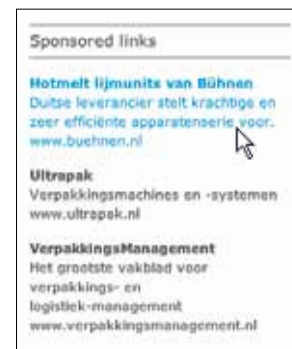 Sponsored links
Hotmelt lijmunits van Bühnen
Duitse leverancier stelt krachtige en
zeer efficiënte apparatenserie voor.
www.buehnen.nl
Ultrapak
Verpakkingsmachines en -systemen
www.ultrapak.nl
VerpakkingsManagement
Het grootste vakblad voor
verpakkings- en
logistiek-management
www.verpakkingsmanagement.nl